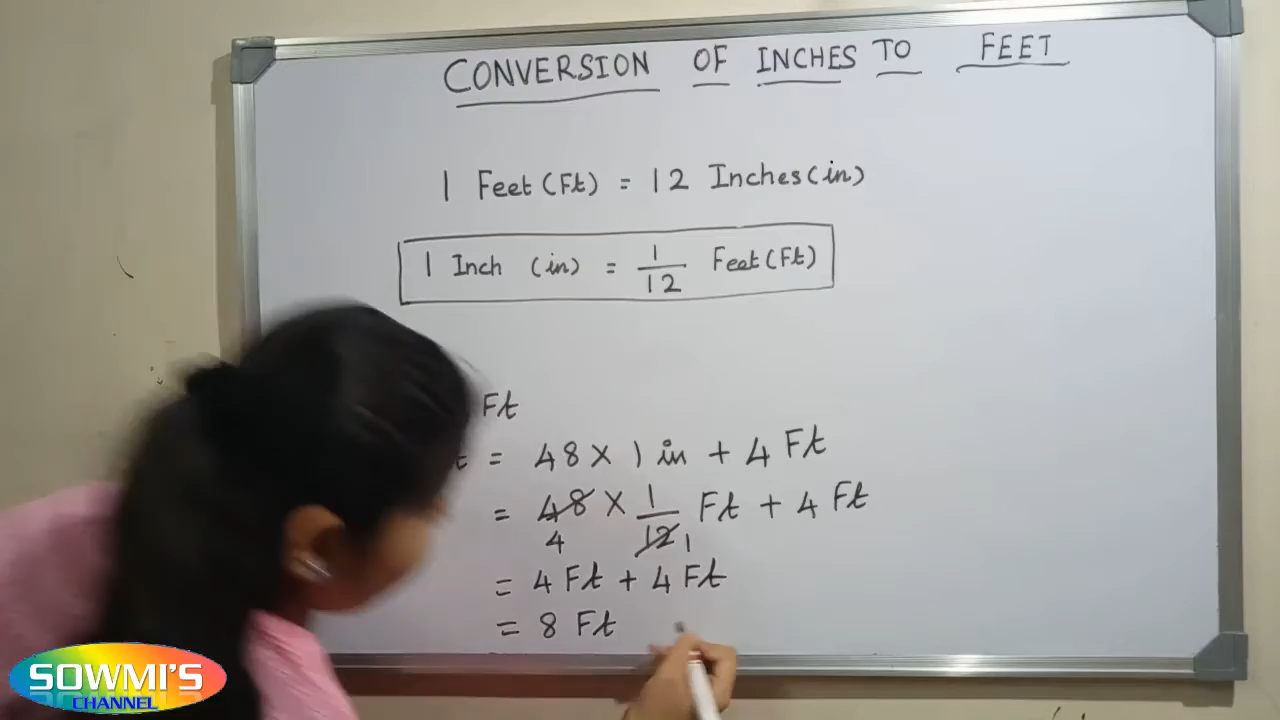 CONVERSION OF INCHES TO FEET
1 Feet (Ft) = 12 Inches (in)
1 Inch (in) = 1/12 Feet (Ft)
Ft
= 48 X 1 in + 4 Ft
= 48 X 1/12 Ft + 4 Ft
4 1
= 4 Ft + 4 Ft
= 8 Ft
SOWMI'S
CHANNEL